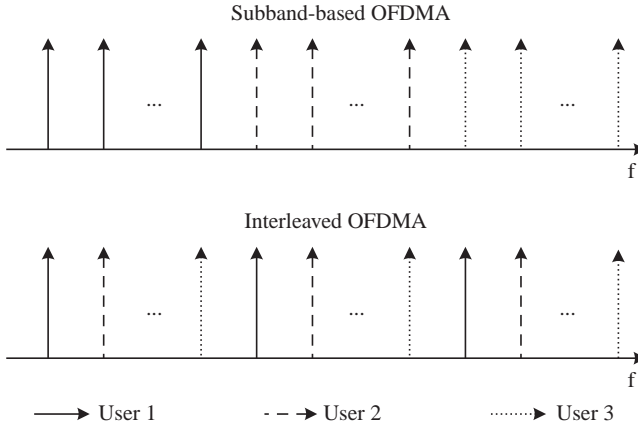 Subband-based OFDMA
... ... ...
f
Interleaved OFDMA
... ... ...
f
User 1 User 2 User 3